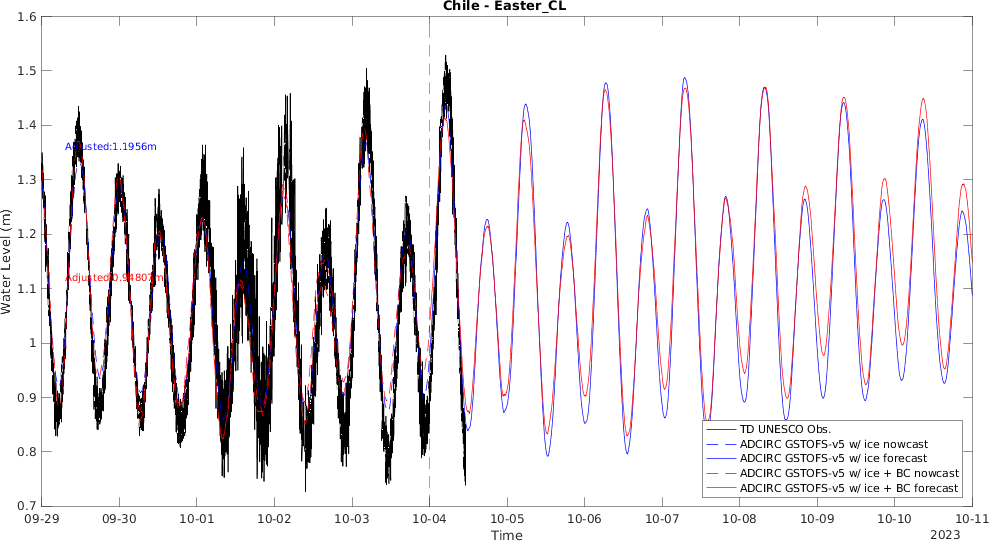 Chile - Easter_CL
1.6
1.5
1.4
1.3
1.2
1.1
1
0.9
0.8
0.7
Water Level (m)
Adjusted:1.1956m
Adjusted:0.94807m
TD UNESCO Obs.
ADCIRC GSTOFS-v5 w/ ice nowcast
ADCIRC GSTOFS-v5 w/ ice forecast
ADCIRC GSTOFS-v5 w/ ice + BC nowcast
ADCIRC GSTOFS-v5 w/ ice + BC forecast
09-29 09-30 10-01 10-02 10-03 10-04 10-05 10-06 10-07 10-08 10-09 10-10 10-11
Time
2023